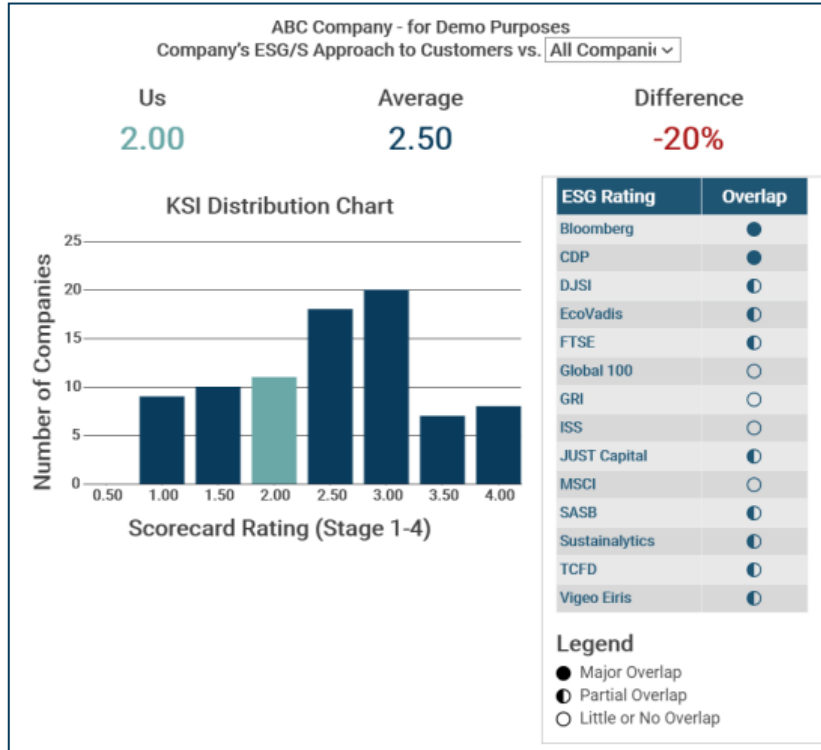 ABC Company - for Demo Purposes
Company's ESG/S Approach to Customers vs. All Compani
Us Average Difference
2.00 2.50 -20%
KSI Distribution Chart
25
20
15
10
5
0
Number of Companies
0.50 1.00 1.50 2.00 2.50 3.00 3.50 4.00
Scorecard Rating (Stage 1-4)
ESG Rating Overlap
Bloomberg
CDP
DJSI
EcoVadis
FTSE
Global 100
GRI
ISS
JUST Capital
MSCI
SASB
Sustainalytics
TCFD
Vigeo Eiris
Legend
Major Overlap
Partial Overlap
Little or No Overlap